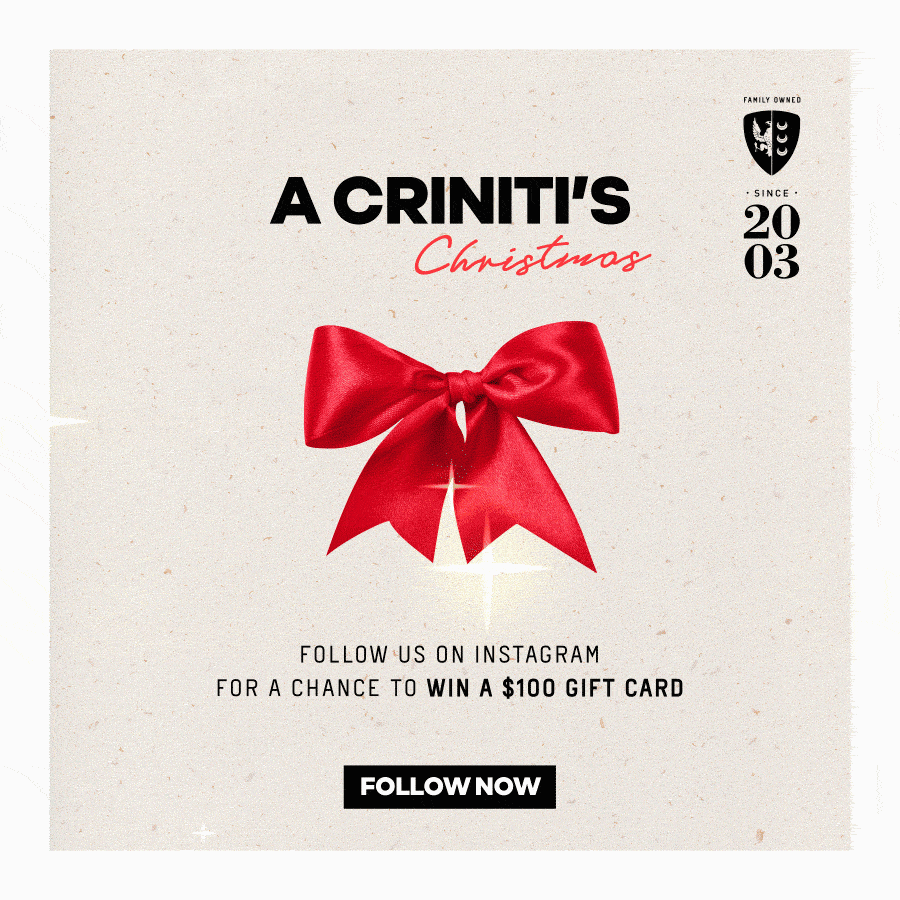 FAMILY OWNED
· SINCE ·
20
03
A CRINITI'S
Christmas
FOLLOW US ON INSTAGRAM
FOR A CHANCE TO WIN A $100 GIFT CARD
FOLLOW NOW